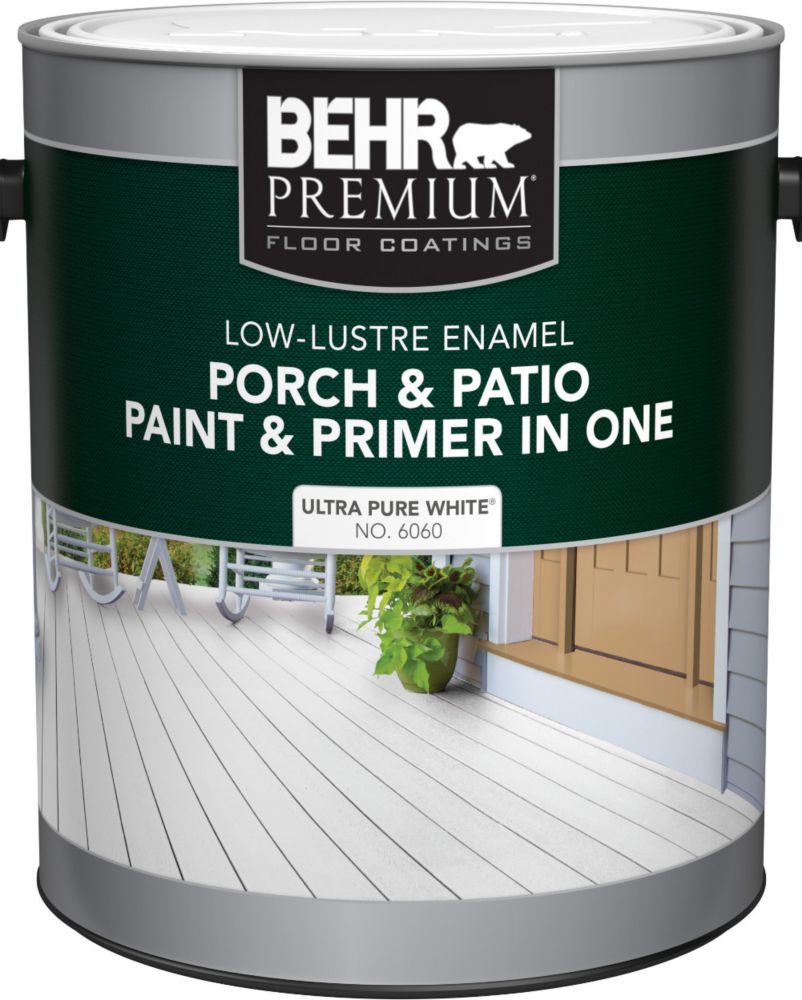 BEHR
PREMIUM®
FLOOR COATINGS
LOW-LUSTRE ENAMEL
PORCH & PATIO
PAINT & PRIMER IN ONE
ULTRA PURE WHITE®
NO. 6060